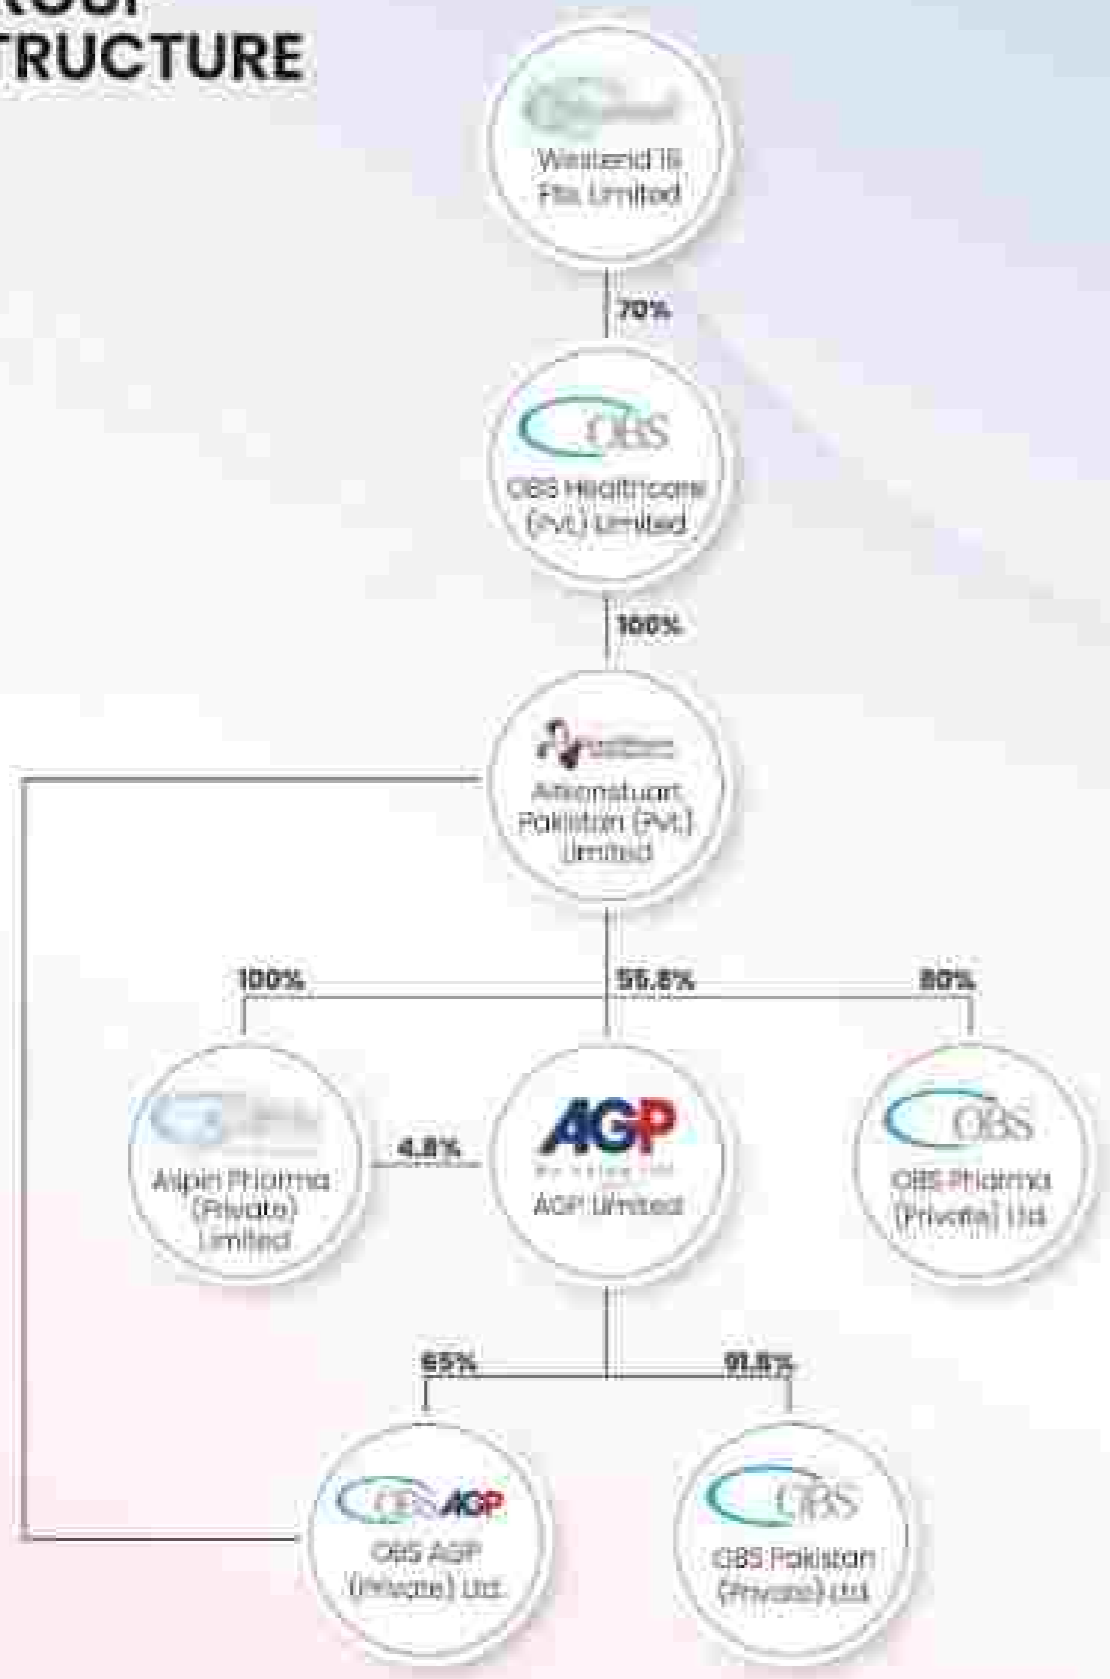 TRUCTURE
Westend 16
Pte. Limited
70%
OBS
OBS Healthcare
(Pvt.) Limited
100%
Aitkenstuart
Pakistan (Pvt.)
Limited
100%
55.8%
80%
4.8%
Aspin Pharma
(Private)
Limited
AGP
AGP Limited
OBS
OBS Pharma
(Private) Ltd.
65%
91.8%
OBS AGP
OBS AGP
(Private) Ltd.
OBS
OBS Pakistan
(Private) Ltd.